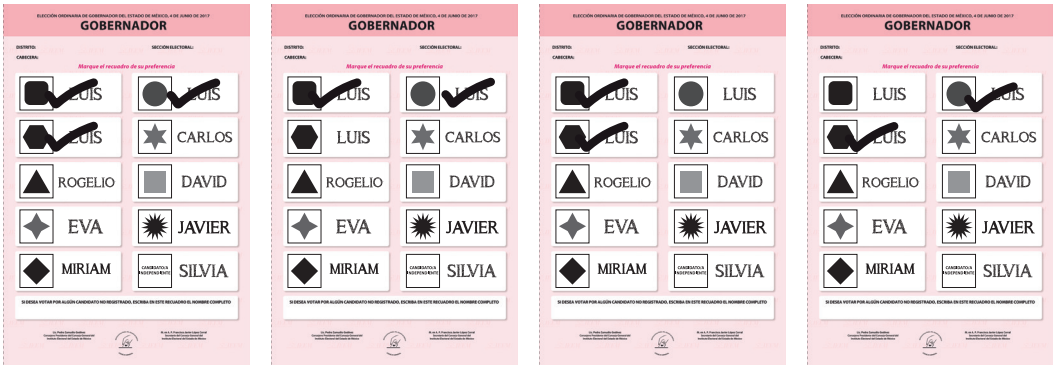 ELECCIÓN ORDINARIA DE GOBERNADOR DEL ESTADO DE MÉXICO, 4 DE JUNIO DE 2017
GOBERNADOR
DISTRITO: SECCIÓN ELECTORAL:
CABECERA:
Marque el recuadro de su preferencia
LUIS LUIS
LUIS CARLOS
ROGELIO DAVID
EVA JAVIER
MIRIAM CANDIDATO/A INDEPENDIENTE SILVIA
SI DESEA VOTAR POR ALGÚN CANDIDATO NO REGISTRADO, ESCRIBA EN ESTE RECUADRO EL NOMBRE COMPLETO
ELECCIÓN ORDINARIA DE GOBERNADOR DEL ESTADO DE MÉXICO, 4 DE JUNIO DE 2017
GOBERNADOR
DISTRITO: SECCIÓN ELECTORAL:
CABECERA:
Marque el recuadro de su preferencia
LUIS LUIS
LUIS CARLOS
ROGELIO DAVID
EVA JAVIER
MIRIAM CANDIDATO/A INDEPENDIENTE SILVIA
SI DESEA VOTAR POR ALGÚN CANDIDATO NO REGISTRADO, ESCRIBA EN ESTE RECUADRO EL NOMBRE COMPLETO
ELECCIÓN ORDINARIA DE GOBERNADOR DEL ESTADO DE MÉXICO, 4 DE JUNIO DE 2017
GOBERNADOR
DISTRITO: SECCIÓN ELECTORAL:
CABECERA:
Marque el recuadro de su preferencia
LUIS LUIS
LUIS CARLOS
ROGELIO DAVID
EVA JAVIER
MIRIAM CANDIDATO/A INDEPENDIENTE SILVIA
SI DESEA VOTAR POR ALGÚN CANDIDATO NO REGISTRADO, ESCRIBA EN ESTE RECUADRO EL NOMBRE COMPLETO
ELECCIÓN ORDINARIA DE GOBERNADOR DEL ESTADO DE MÉXICO, 4 DE JUNIO DE 2017
GOBERNADOR
DISTRITO: SECCIÓN ELECTORAL:
CABECERA:
Marque el recuadro de su preferencia
LUIS LUIS
LUIS CARLOS
ROGELIO DAVID
EVA JAVIER
MIRIAM CANDIDATO/A INDEPENDIENTE SILVIA
SI DESEA VOTAR POR ALGÚN CANDIDATO NO REGISTRADO, ESCRIBA EN ESTE RECUADRO EL NOMBRE COMPLETO